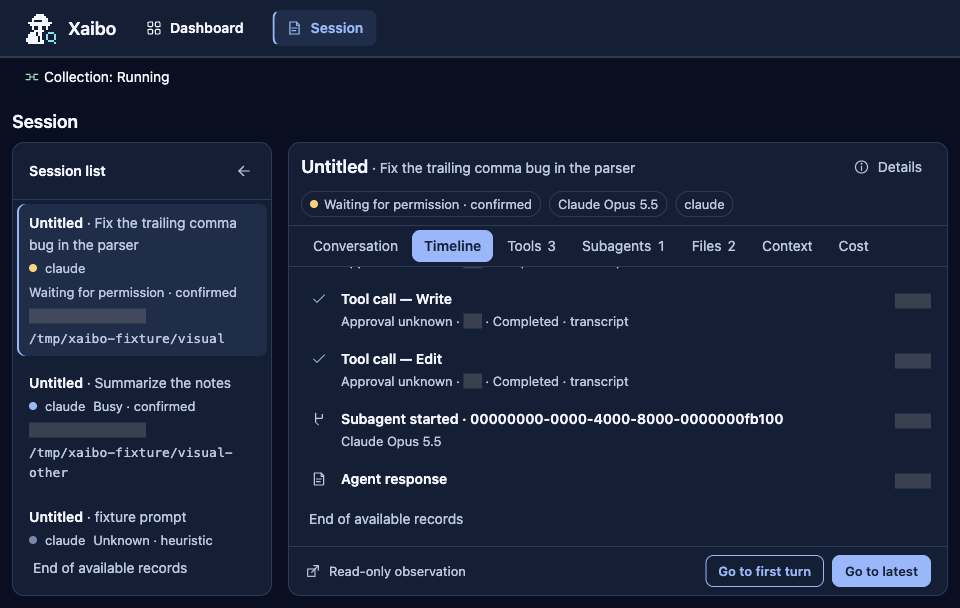 Xaibo
Dashboard
Session
Collection: Running
Session
Session list
Untitled · Fix the trailing comma
bug in the parser
claude
Waiting for permission · confirmed
/tmp/xaibo-fixture/visual
Untitled · Summarize the notes
claude Busy · confirmed
/tmp/xaibo-fixture/visual-
other
Untitled · fixture prompt
claude Unknown · heuristic
End of available records
Untitled · Fix the trailing comma bug in the parser
Details
Waiting for permission · confirmed
Claude Opus 5.5
claude
Conversation
Timeline
Tools 3
Subagents 1
Files 2
Context
Cost
Tool call — Write
Approval unknown · · Completed · transcript
Tool call — Edit
Approval unknown · · Completed · transcript
Subagent started · 00000000-0000-4000-8000-0000000fb100
Claude Opus 5.5
Agent response
End of available records
Read-only observation
Go to first turn
Go to latest